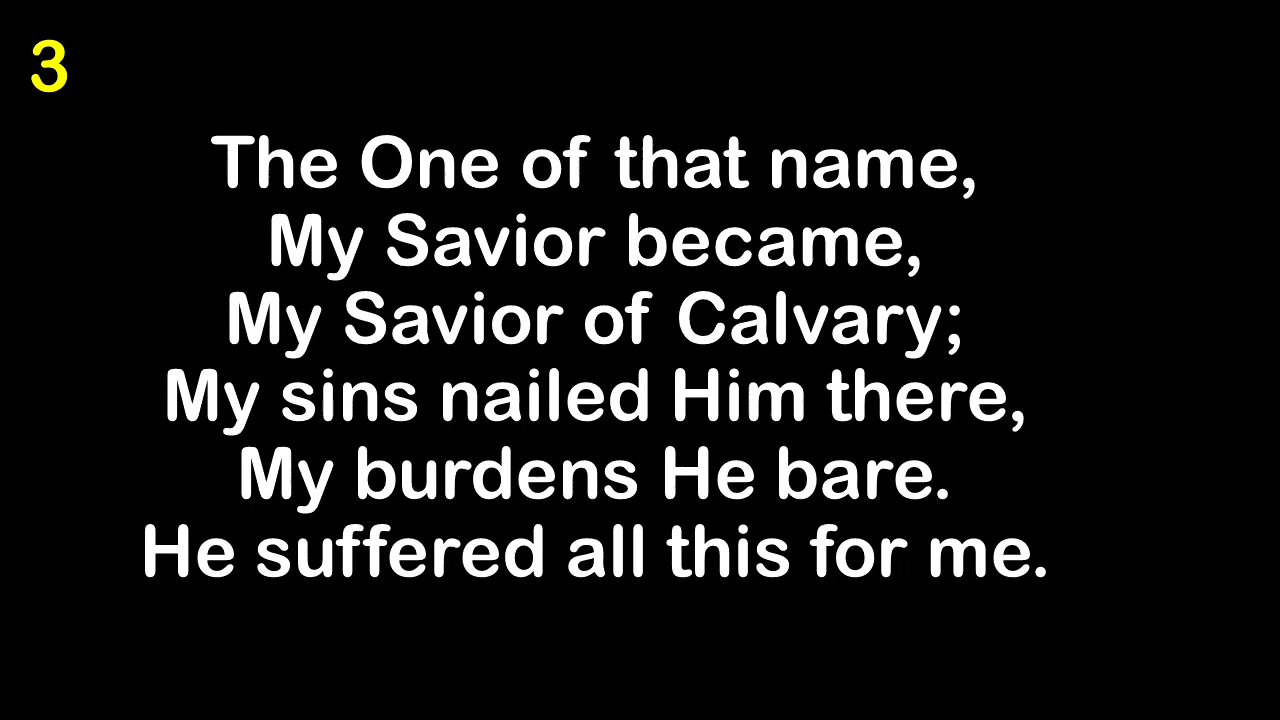 3
The One of that name,
My Savior became,
My Savior of Calvary;
My sins nailed Him there,
My burdens He bare.
He suffered all this for me.